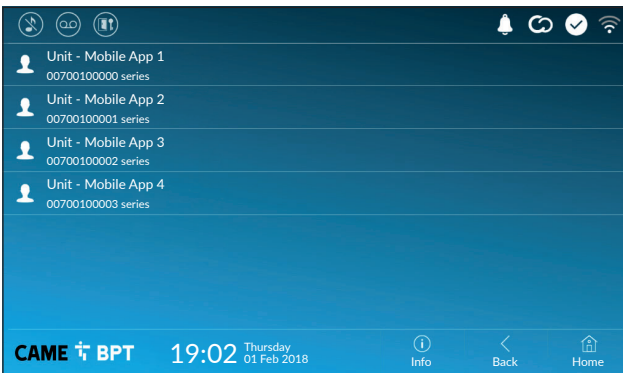 Unit - Mobile App 1
00700100000 series
Unit - Mobile App 2
00700100001 series
Unit - Mobile App 3
00700100002 series
Unit - Mobile App 4
00700100003 series
CAME BPT
19:02
Thursday
01 Feb 2018
Info
Back
Home